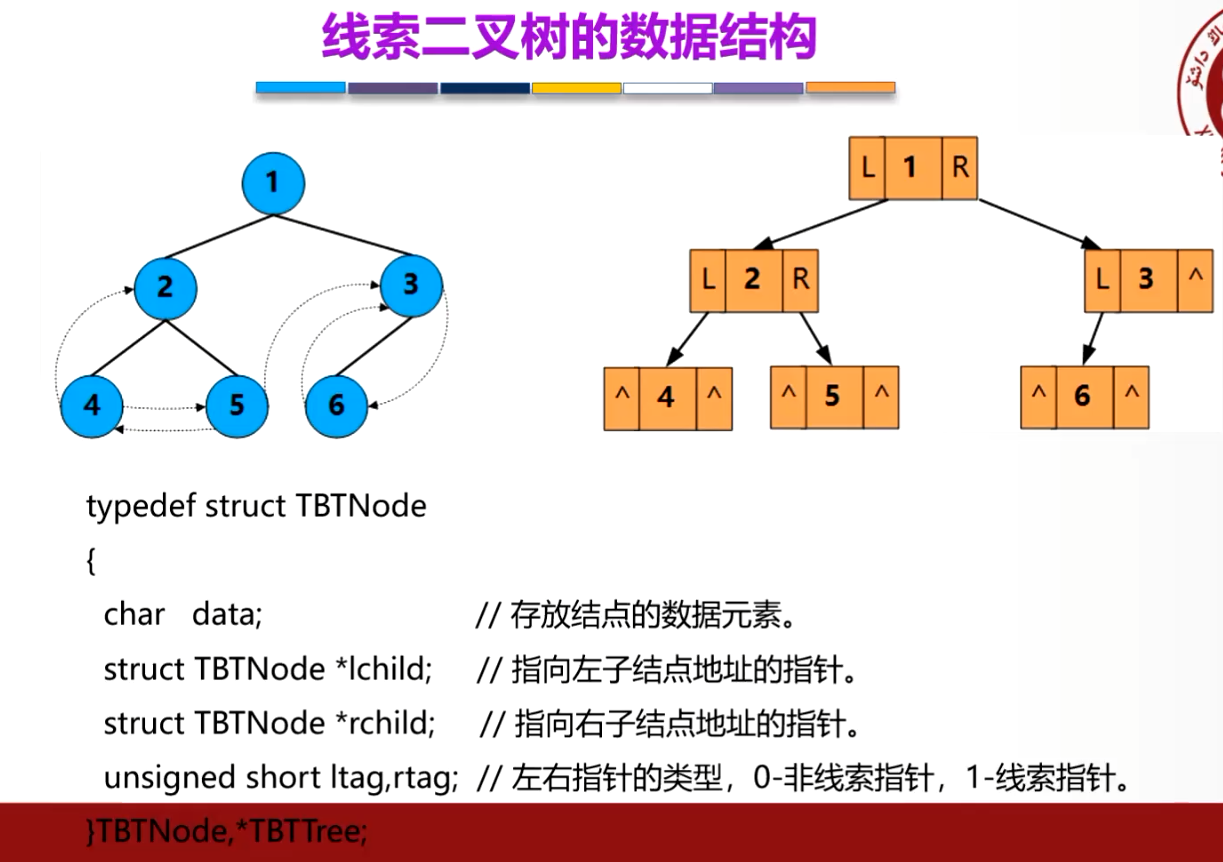 线索二叉树的数据结构
1
2 3
4 5 6
L 1 R
L 2 R L 3 ^
^ 4 ^ ^ 5 ^ ^ 6 ^
typedef struct TBTNode
{
char data; // 存放结点的数据元素。
struct TBTNode *lchild; // 指向左子结点地址的指针。
struct TBTNode *rchild; // 指向右子结点地址的指针。
unsigned short ltag,rtag; // 左右指针的类型，0-非线索指针，1-线索指针。
}TBTNode,*TBTTree;